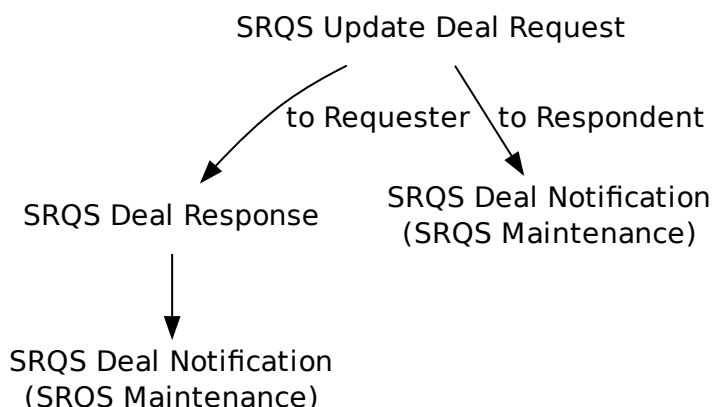 SRQS Update Deal Request
to Requester
to Respondent
SRQS Deal Response
SRQS Deal Notification
(SRQS Maintenance)
SRQS Deal Notification
(SRQS Maintenance)